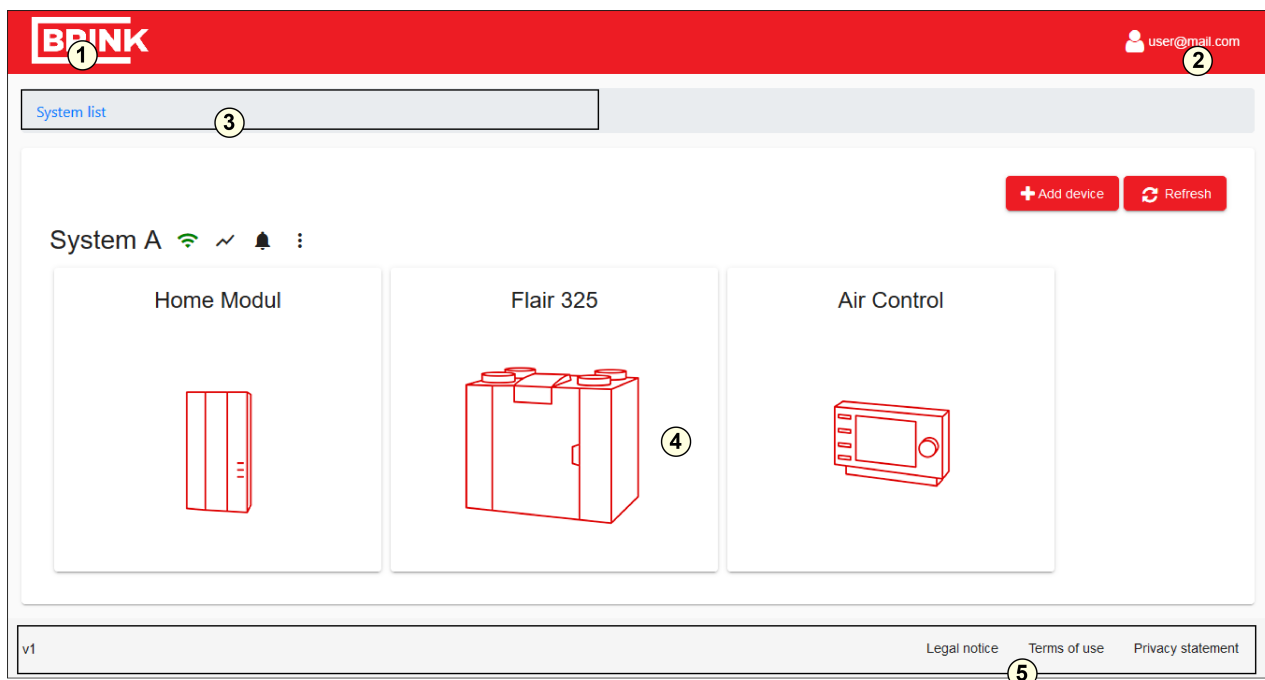 BRINK
1
user@mail.com
2
System list
3
Add device
Refresh
System A
Home Modul
Flair 325
Air Control
4
v1
Legal notice
Terms of use
Privacy statement
5